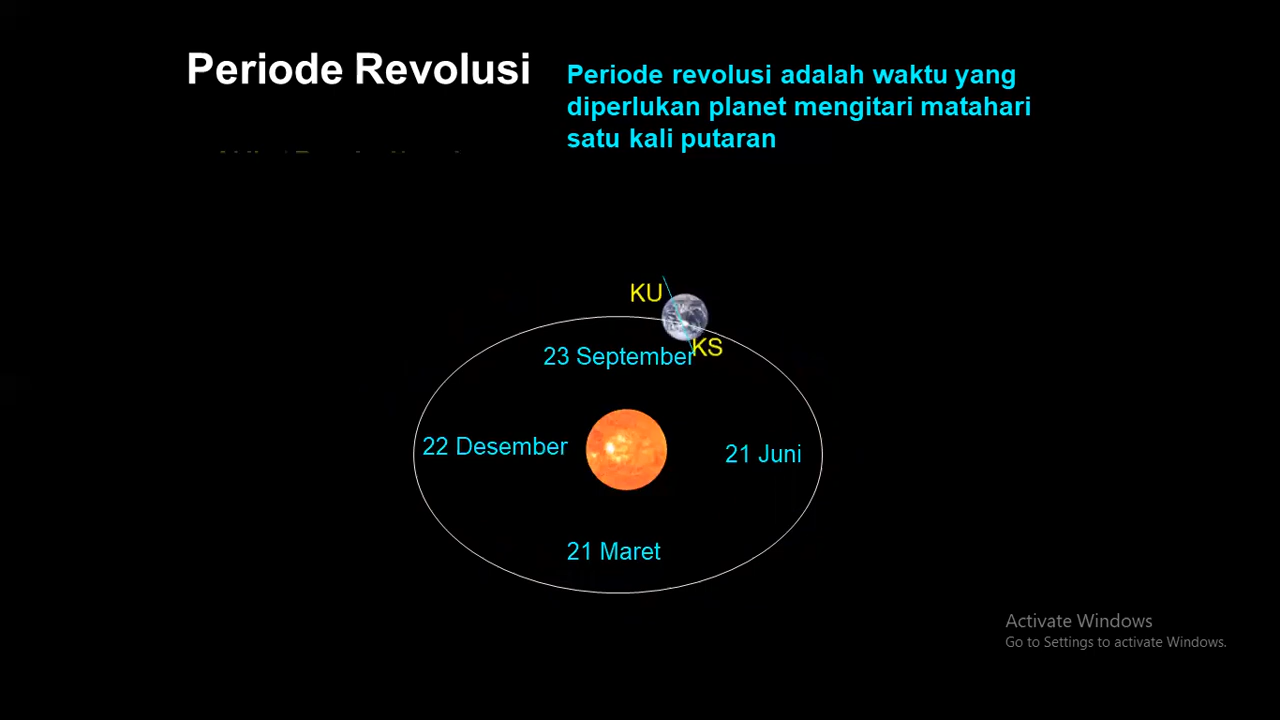 Periode Revolusi
Periode revolusi adalah waktu yang
diperlukan planet mengitari matahari
satu kali putaran
KU
KS
23 September
22 Desember
21 Juni
21 Maret
Activate Windows
Go to Settings to activate Windows.